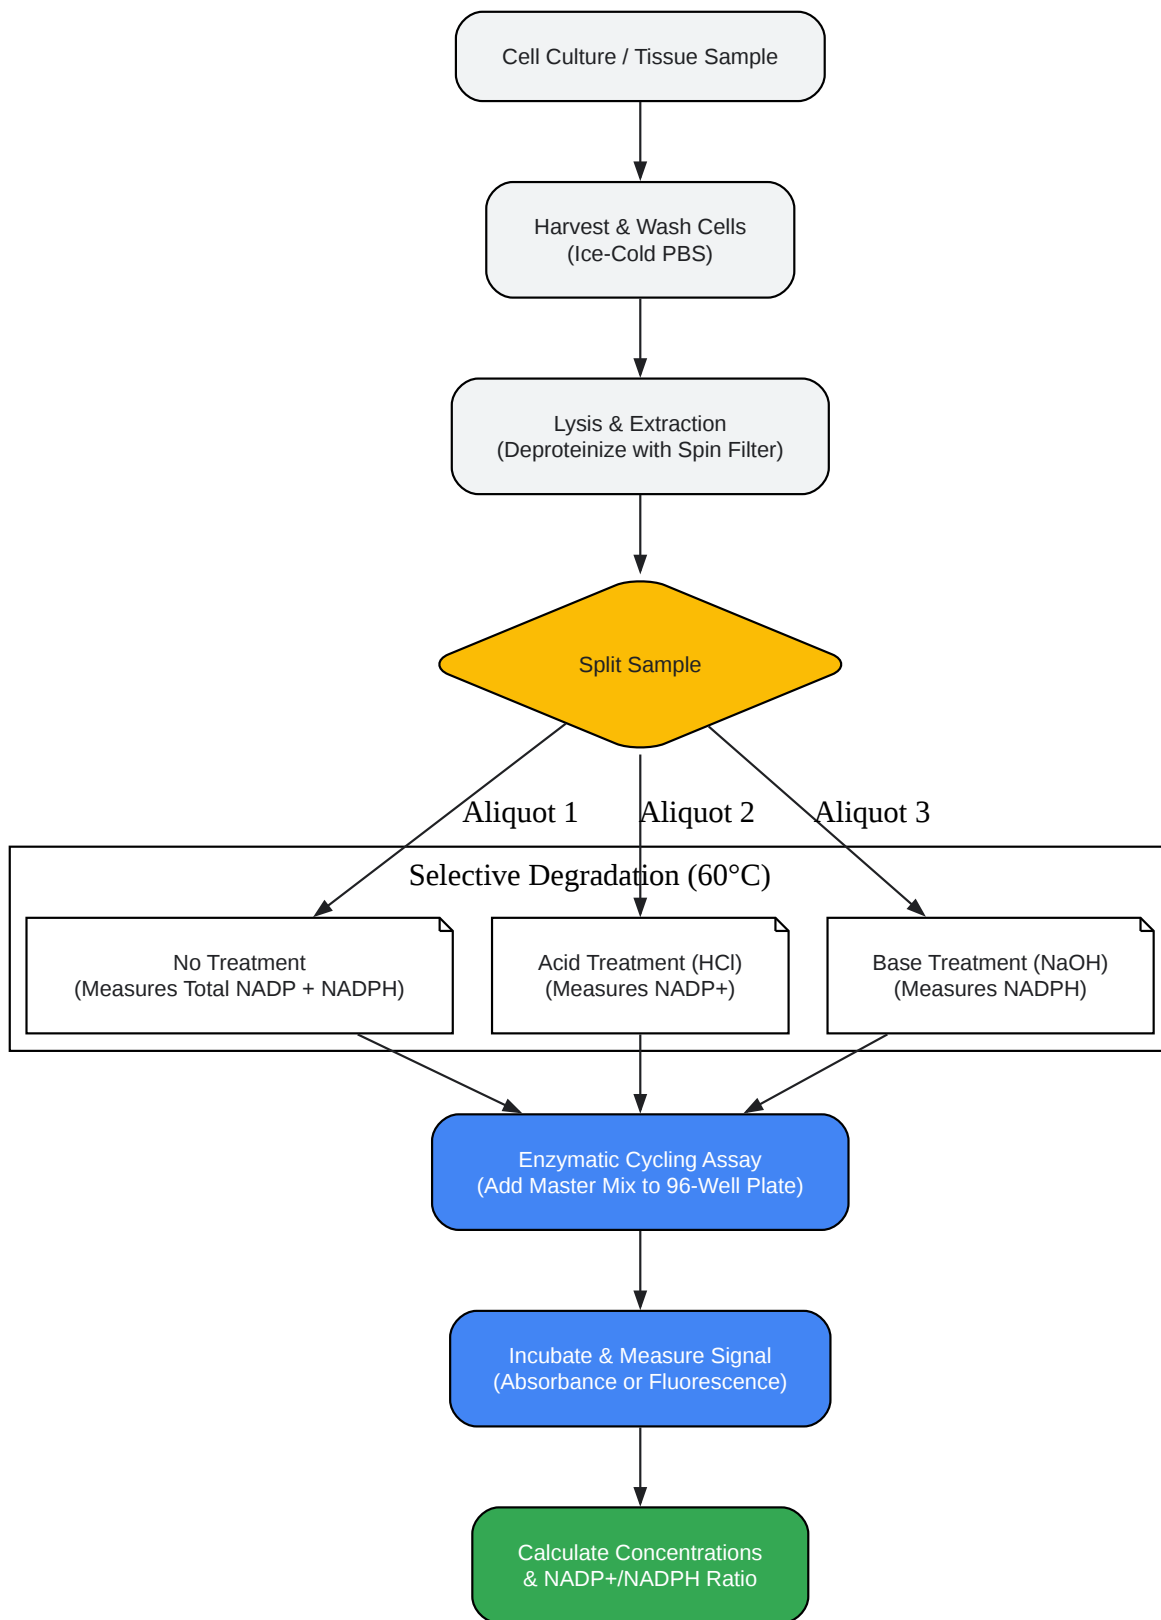 Cell Culture / Tissue Sample
Harvest & Wash Cells
(Ice-Cold PBS)
Lysis & Extraction
(Deproteinize with Spin Filter)
Split Sample
Aliquot 1
Aliquot 2
Aliquot 3
Selective Degradation (60°C)
No Treatment
(Measures Total NADP + NADPH)
Acid Treatment (HCl)
(Measures NADP+)
Base Treatment (NaOH)
(Measures NADPH)
Enzymatic Cycling Assay
(Add Master Mix to 96-Well Plate)
Incubate & Measure Signal
(Absorbance or Fluorescence)
Calculate Concentrations
& NADP+/NADPH Ratio